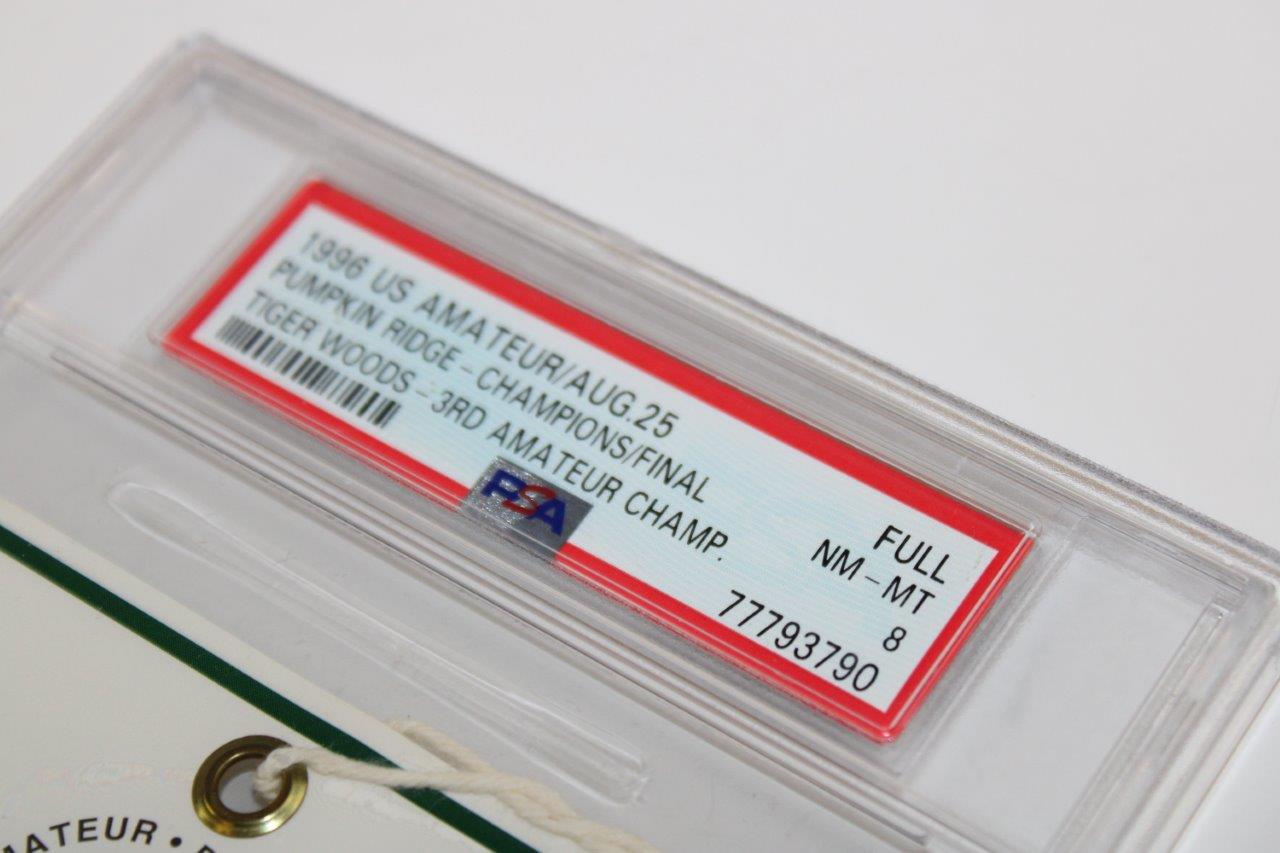 1996 US AMATEUR/AUG.25
PUMPKIN RIDGE - CHAMPIONS/FINAL
TIGER WOODS - 3RD AMATEUR CHAMP.
FULL
NM-MT
8
77793790
PSA
MATEUR •